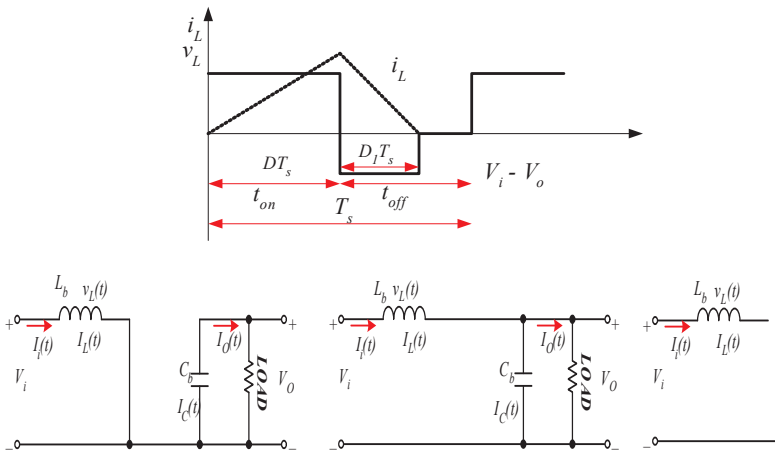 i_L
v_L
i_L
DT_s
D_1T_s
V_i - V_o
t_on
t_off
T_s
L_b v_L(t)
+
I_i(t)
I_L(t)
V_i
−
I_O(t)
+
C_b
I_C(t)
LOAD
V_O
−
L_b v_L(t)
+
I_i(t)
I_L(t)
V_i
−
I_O(t)
+
C_b
I_C(t)
LOAD
V_O
−
L_b v_L(t)
+
I_i(t)
I_L(t)
V_i
−